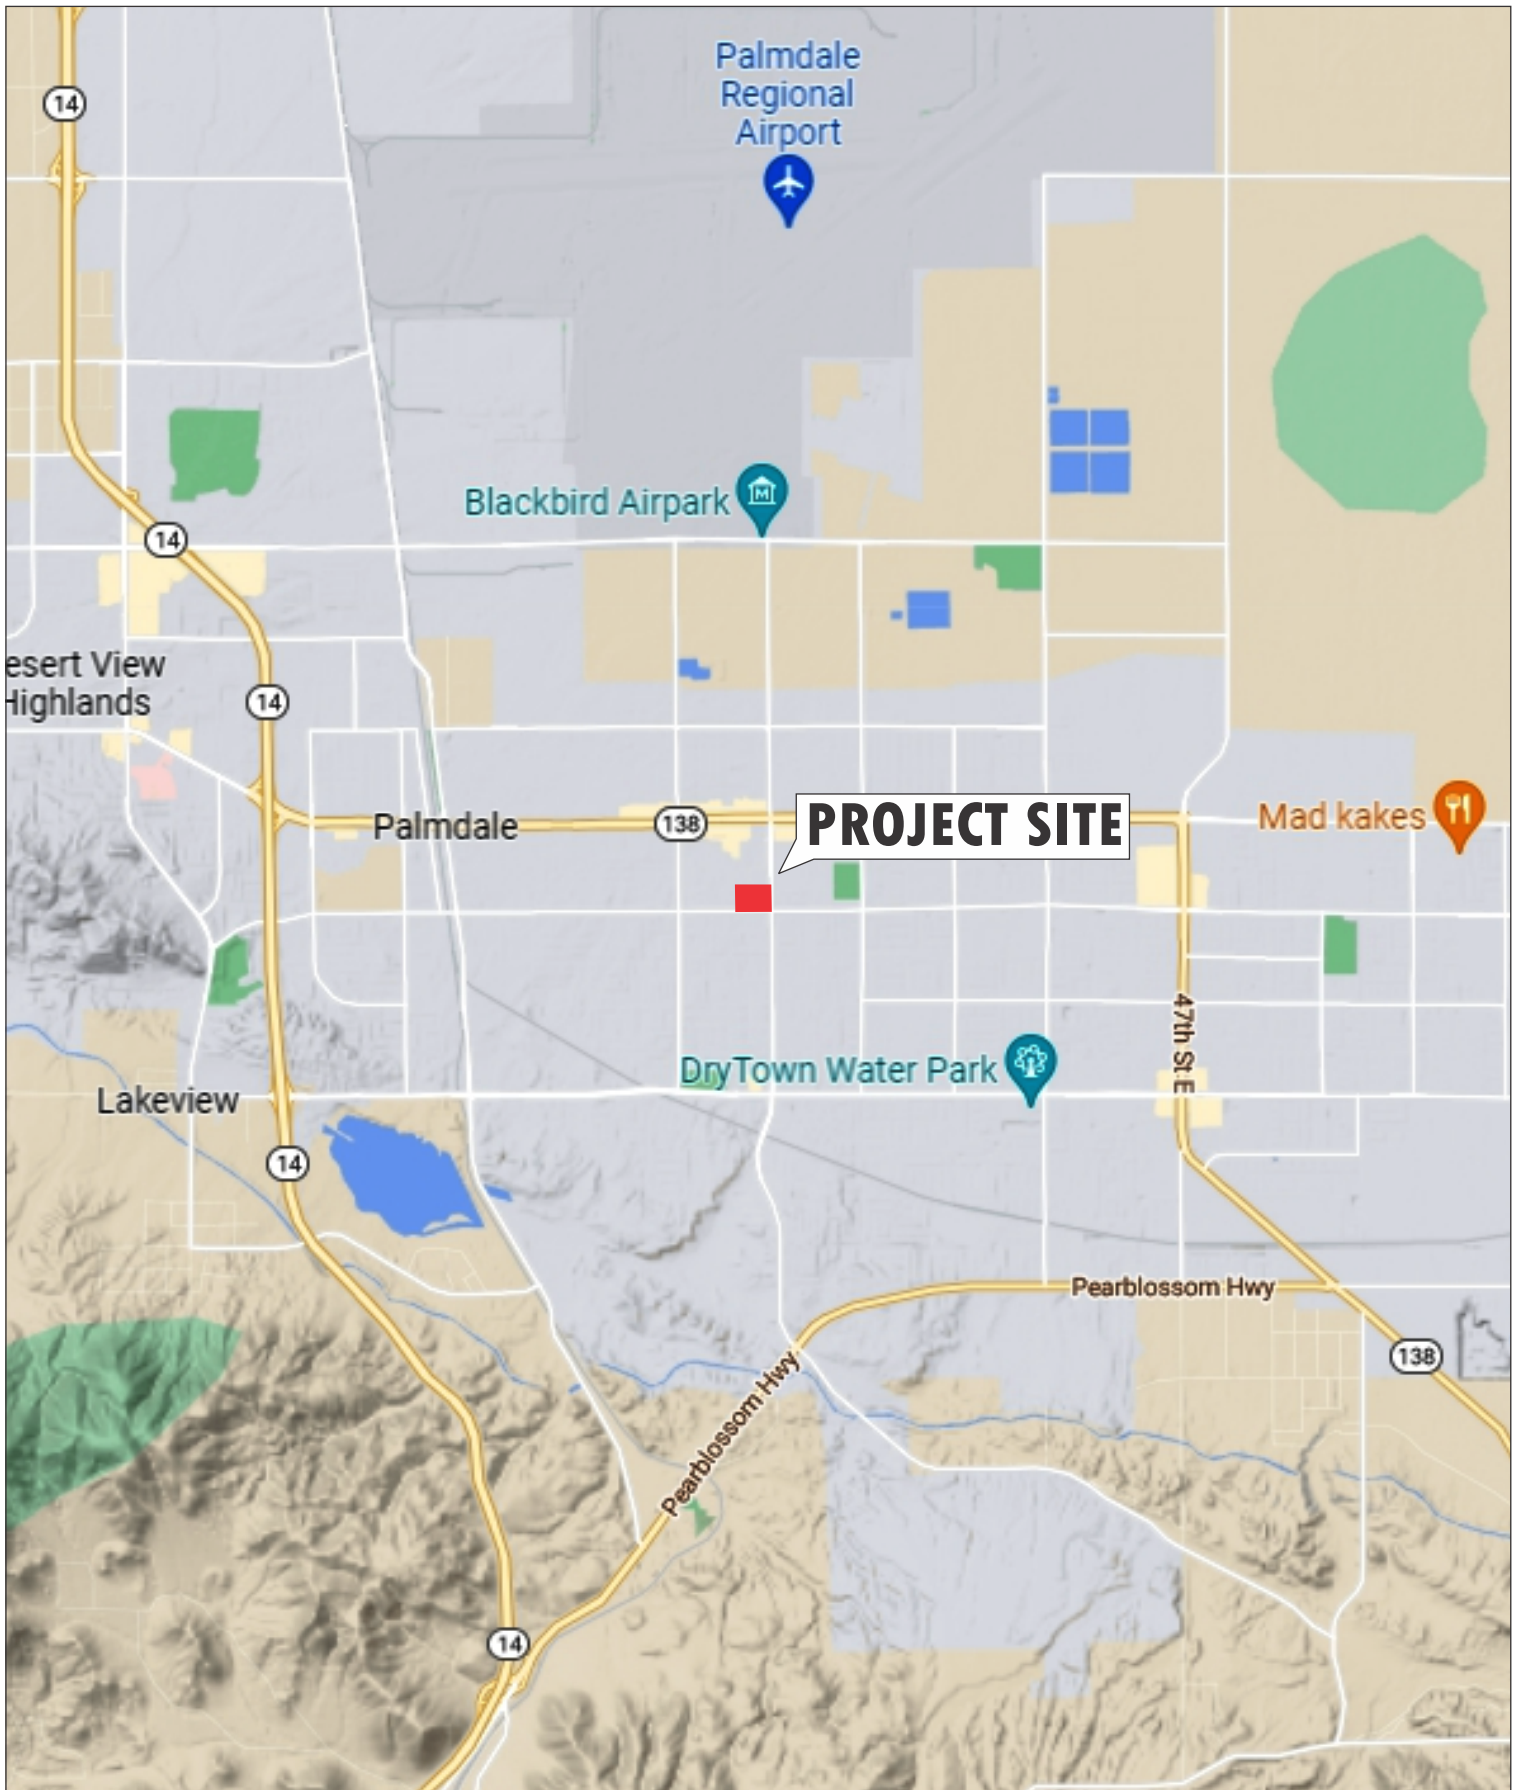 Palmdale
Regional
Airport
14
Blackbird Airpark
14
esert View
Highlands
14
Palmdale
138
PROJECT SITE
Mad kakes
47th St E
DryTown Water Park
Lakeview
14
Pearblossom Hwy
138
Pearblossom Hwy
14